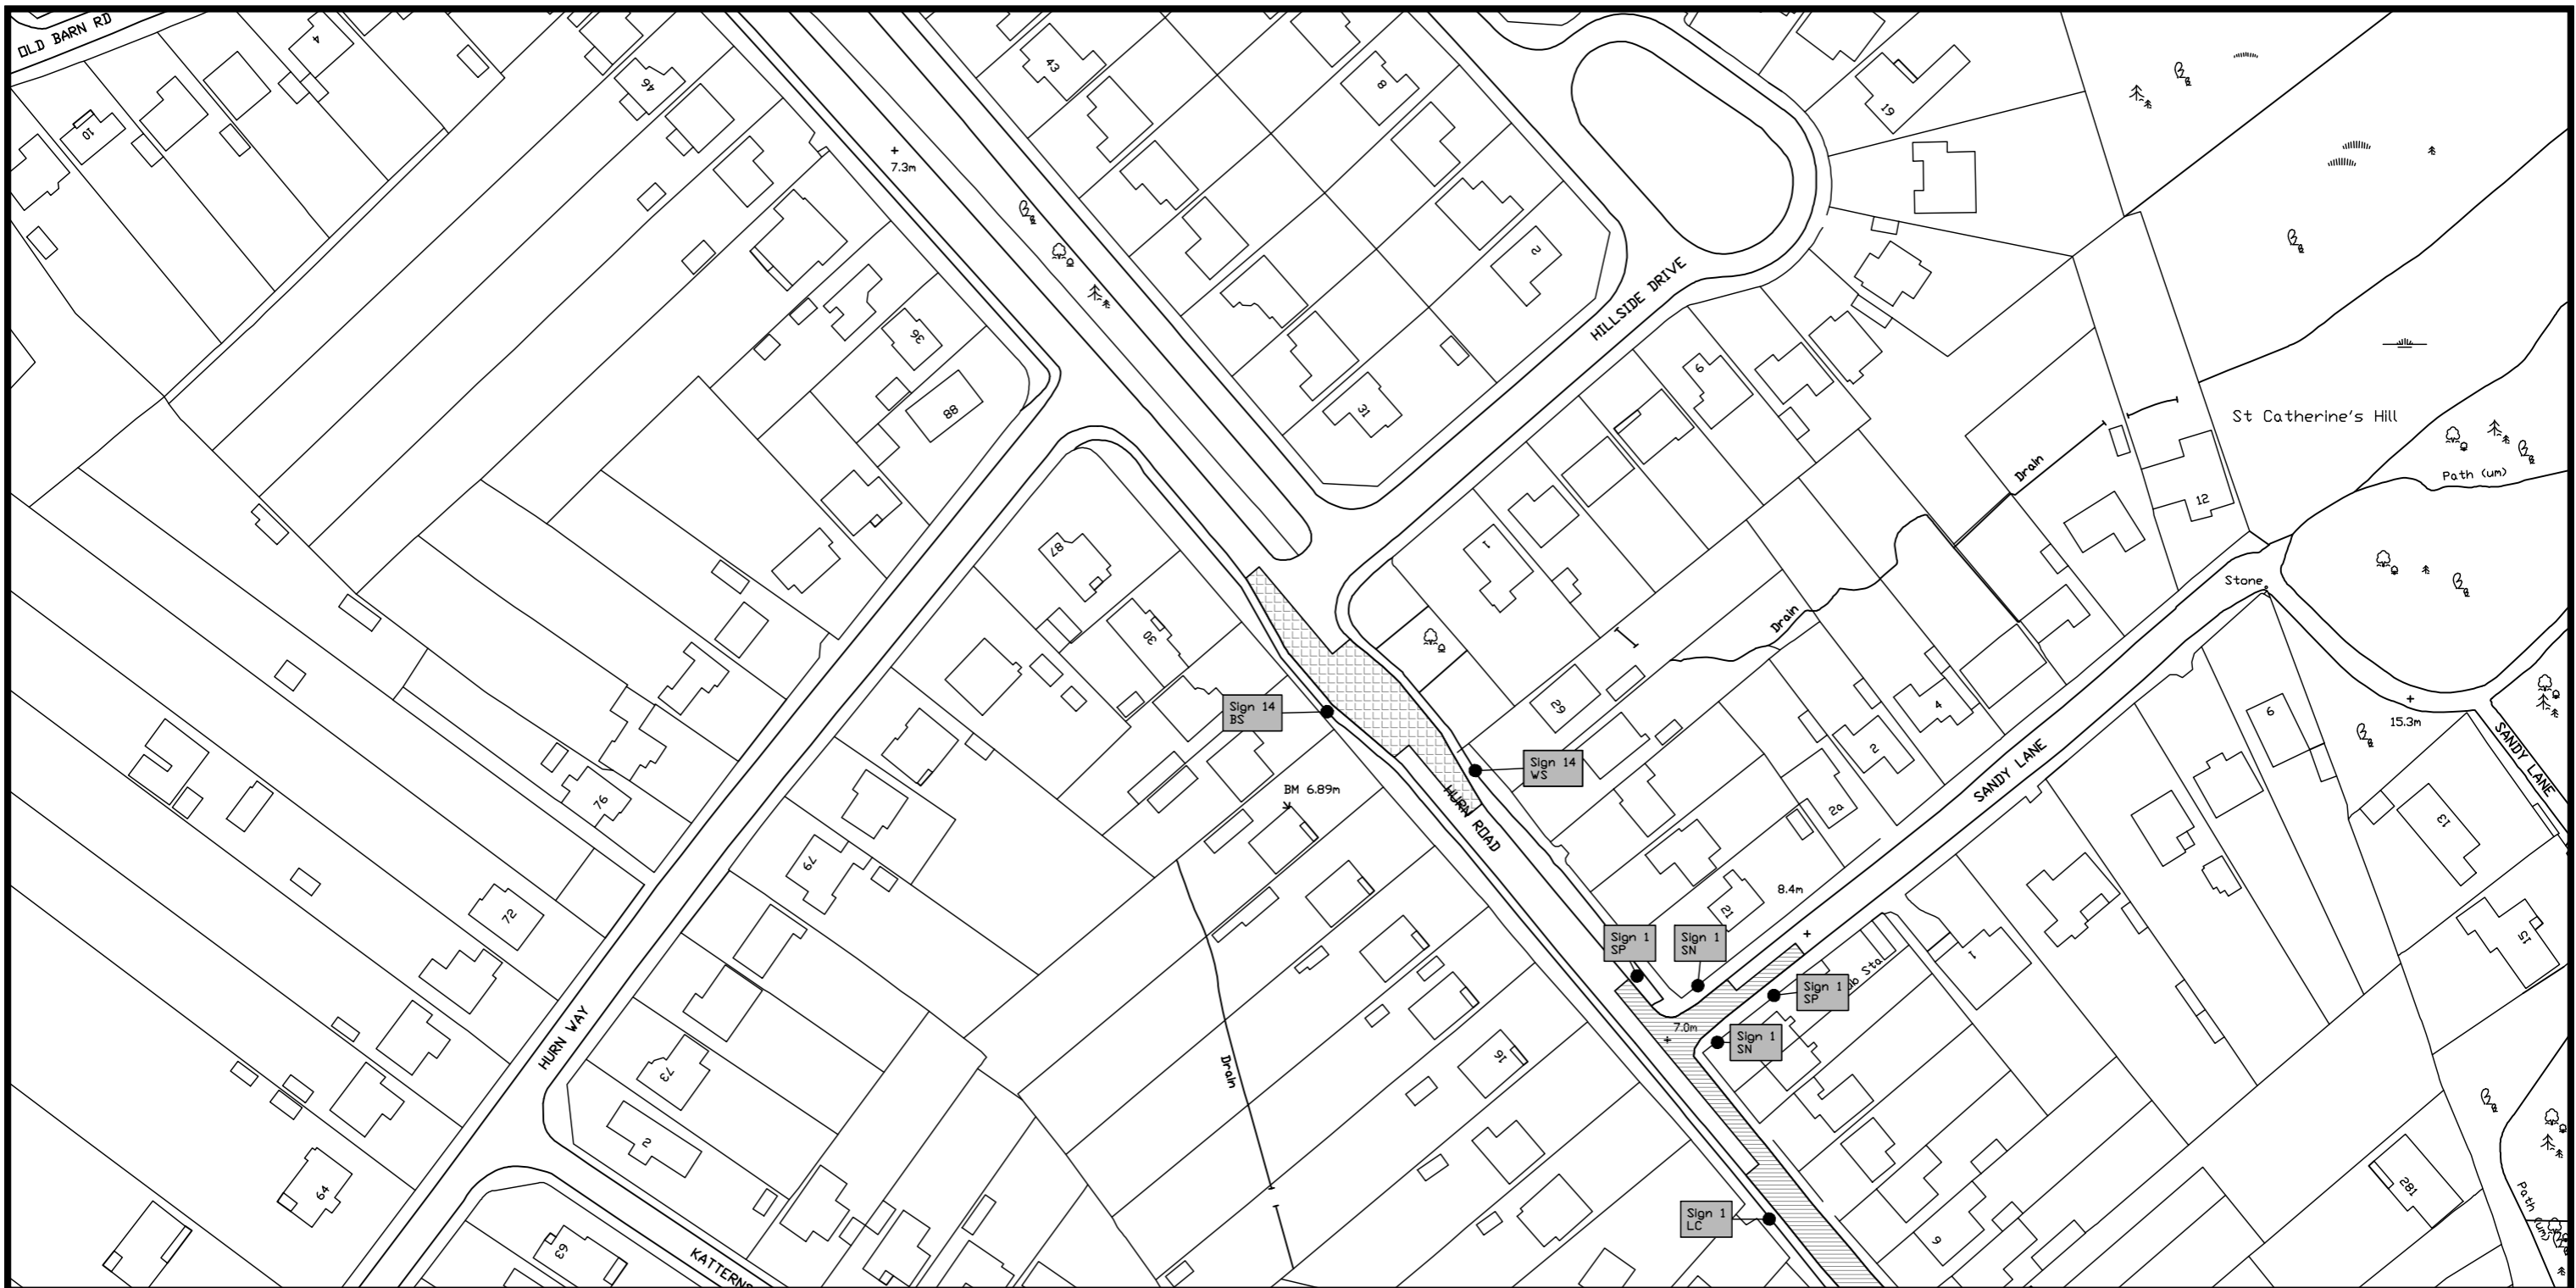 OLD BARN RD
4
10
46
43
8
19
7.3m
2
HILLSIDE DRIVE
36
88
31
6
St Catherine's Hill
Path (um)
Drain
12
87
1
30
Stone
Drain
29
4
2
6
15.3m
SANDY LANE
SANDY LANE
Sign 14
BS
Sign 14
WS
BM 6.89m
HURN ROAD
2a
13
76
79
72
8.4m
21
15
Sign 1
SP
Sign 1
SN
Sta
1
Sign 1
SP
7.0m
Sign 1
SN
HURN WAY
73
Drain
16
2
64
281
Path (um)
Sign 1
LC
9
63
KATTERNS